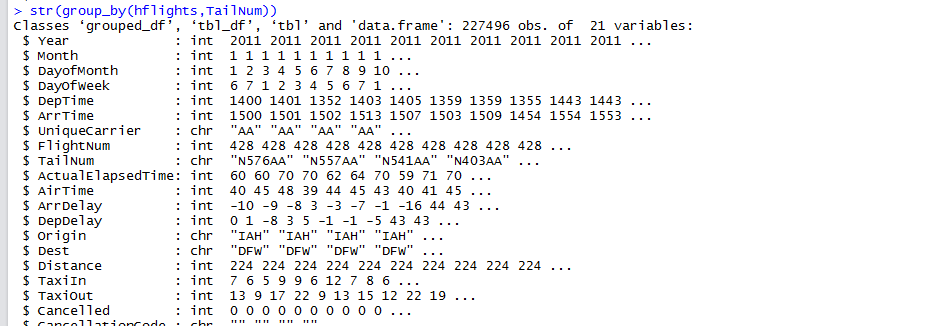 > str(group_by(hflights,TailNum))
Classes ‘grouped_df’, ‘tbl_df’, ‘tbl’ and 'data.frame': 227496 obs. of  21 variables:
 $ Year             : int  2011 2011 2011 2011 2011 2011 2011 2011 2011 2011 ...
 $ Month            : int  1 1 1 1 1 1 1 1 1 1 ...
 $ DayofMonth       : int  1 2 3 4 5 6 7 8 9 10 ...
 $ DayOfWeek        : int  6 7 1 2 3 4 5 6 7 1 ...
 $ DepTime          : int  1400 1401 1352 1403 1405 1359 1359 1355 1443 1443 ...
 $ ArrTime          : int  1500 1501 1502 1513 1507 1503 1509 1454 1554 1553 ...
 $ UniqueCarrier    : chr  "AA" "AA" "AA" "AA" ...
 $ FlightNum        : int  428 428 428 428 428 428 428 428 428 428 ...
 $ TailNum          : chr  "N576AA" "N557AA" "N541AA" "N403AA" ...
 $ ActualElapsedTime: int  60 60 70 70 62 64 70 59 71 70 ...
 $ AirTime          : int  40 45 48 39 44 45 43 40 41 45 ...
 $ ArrDelay         : int  -10 -9 -8 3 -3 -7 -1 -16 44 43 ...
 $ DepDelay         : int  0 1 -8 3 5 -1 -1 -5 43 43 ...
 $ Origin           : chr  "IAH" "IAH" "IAH" "IAH" ...
 $ Dest             : chr  "DFW" "DFW" "DFW" "DFW" ...
 $ Distance         : int  224 224 224 224 224 224 224 224 224 224 ...
 $ TaxiIn           : int  7 6 5 9 9 6 12 7 8 6 ...
 $ TaxiOut          : int  13 9 17 22 9 13 15 12 22 19 ...
 $ Cancelled        : int  0 0 0 0 0 0 0 0 0 0 ...
 $ CancellationCode : chr  "" "" "" ""